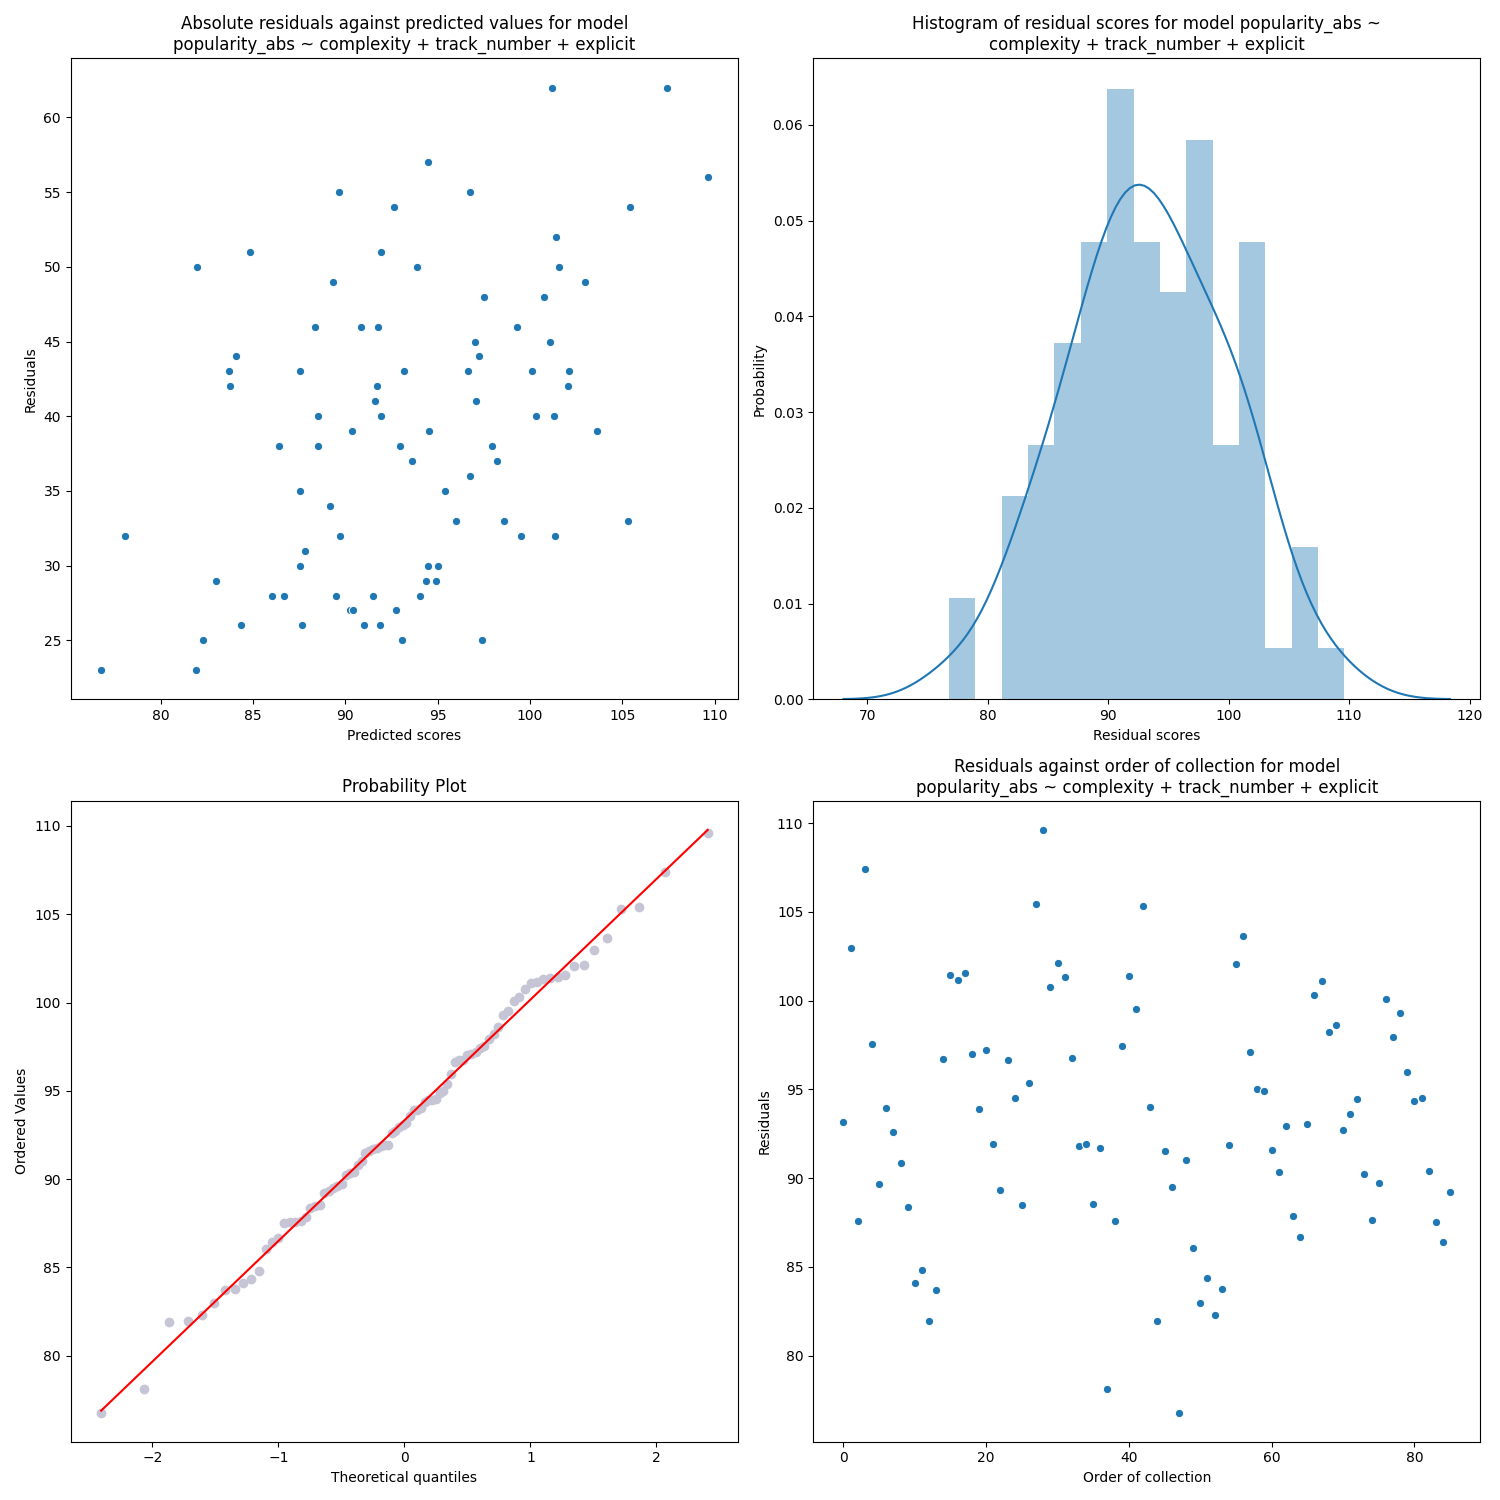 Absolute residuals against predicted values for model
popularity_abs ~ complexity + track_number + explicit
60
55
50
45
40
35
30
25
Residuals
80 85 90 95 100 105 110
Predicted scores
Histogram of residual scores for model popularity_abs ~
complexity + track_number + explicit
0.06
0.05
0.04
0.03
0.02
0.01
0.00
Probability
70 80 90 100 110 120
Residual scores
Probability Plot
110
105
100
95
90
85
80
Ordered Values
−2 −1 0 1 2
Theoretical quantiles
Residuals against order of collection for model
popularity_abs ~ complexity + track_number + explicit
110
105
100
95
90
85
80
Residuals
0 20 40 60 80
Order of collection